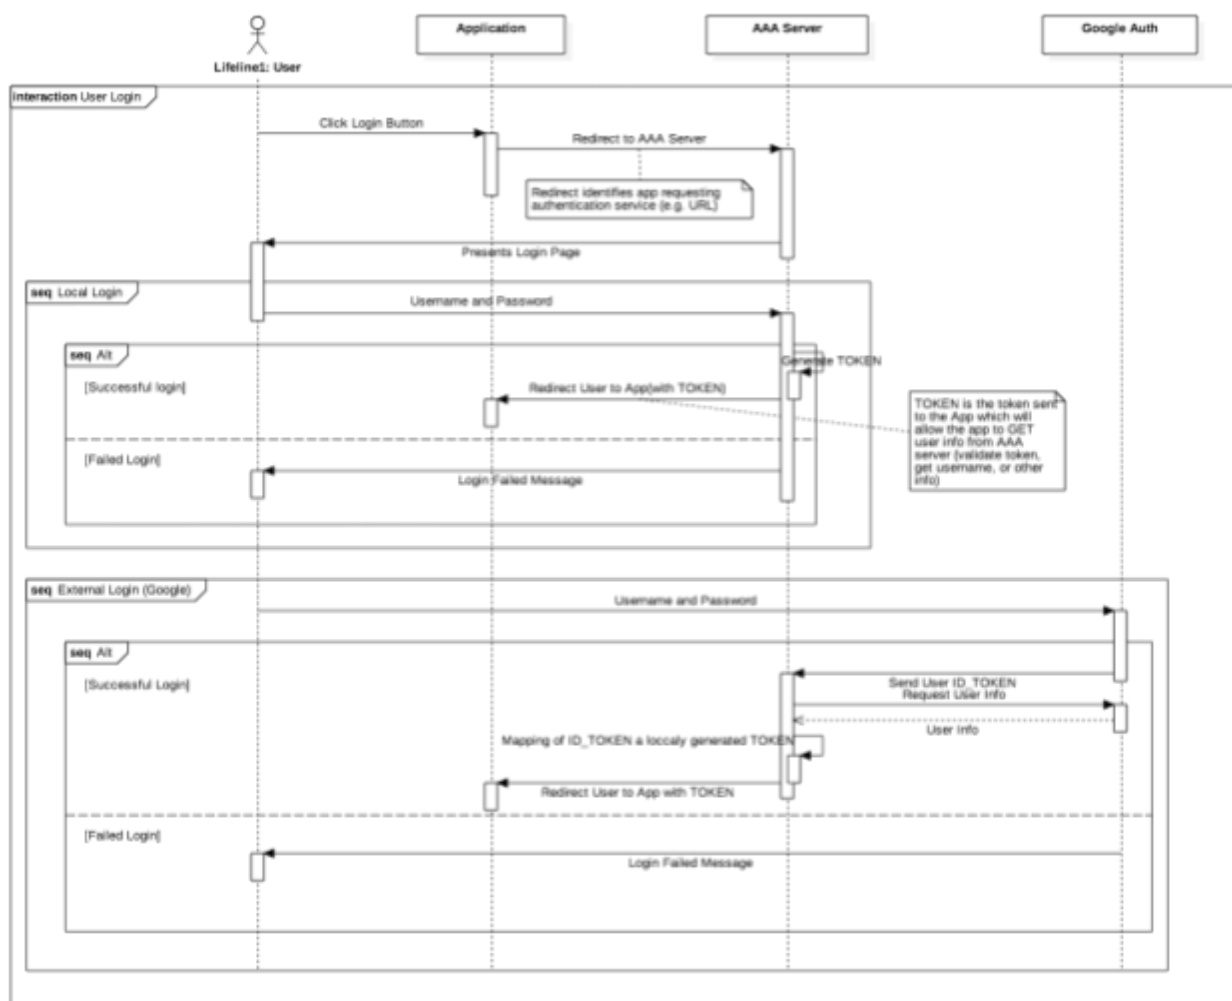 Application
AAA Server
Google Auth
Lifeline1: User
interaction User Login
Click Login Button
Redirect to AAA Server
Redirect identifies app requesting
authentication service (e.g. URL)
Presents Login Page
seq Local Login
Username and Password
seq Alt
Generate TOKEN
[Successful login]
Redirect User to App(with TOKEN)
TOKEN is the token sent
to the App which will
allow the app to GET
user info from AAA
server (validate token,
get username, or other
info)
[Failed Login]
Login Failed Message
seq External Login (Google)
Username and Password
seq Alt
[Successful Login]
Send User ID_TOKEN
Request User Info
User Info
Mapping of ID_TOKEN a loccaly generated TOKEN
Redirect User to App with TOKEN
[Failed Login]
Login Failed Message